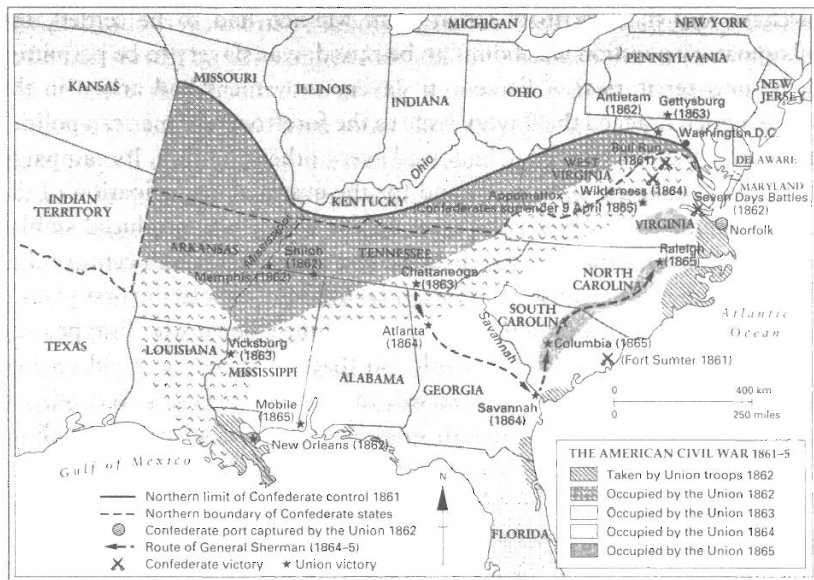 MICHIGAN
NEW YORK
PENNSYLVANIA
KANSAS
MISSOURI
ILLINOIS
INDIANA
OHIO
NEW
JERSEY
Antietam
(1862)
Gettysburg
(1863)
Washington D.C.
Bull Run
(1861)
DELAWARE
WEST
VIRGINIA
Ohio
MARYLAND
KENTUCKY
Appomattox
(Confederates surrender 9 April 1865)
Wilderness (1864)
Seven Days Battles
(1862)
INDIAN
TERRITORY
VIRGINIA
Norfolk
ARKANSAS
Mississippi
Shiloh
(1862)
TENNESSEE
Memphis (1862)
Chattanooga
(1863)
Raleigh
(1865)
NORTH
CAROLINA
SOUTH
CAROLINA
Atlantic
Ocean
TEXAS
LOUISIANA
Vicksburg
(1863)
MISSISSIPPI
Atlanta
(1864)
Savannah
Columbia (1865)
(Fort Sumter 1861)
ALABAMA
GEORGIA
Savannah
(1864)
0 400 km
0 250 miles
Mobile
(1865)
New Orleans (1862)
Gulf of Mexico
FLORIDA
N
Northern limit of Confederate control 1861
Northern boundary of Confederate states
Confederate port captured by the Union 1862
Route of General Sherman (1864-5)
Confederate victory Union victory
THE AMERICAN CIVIL WAR 1861-5
Taken by Union troops 1862
Occupied by the Union 1862
Occupied by the Union 1863
Occupied by the Union 1864
Occupied by the Union 1865